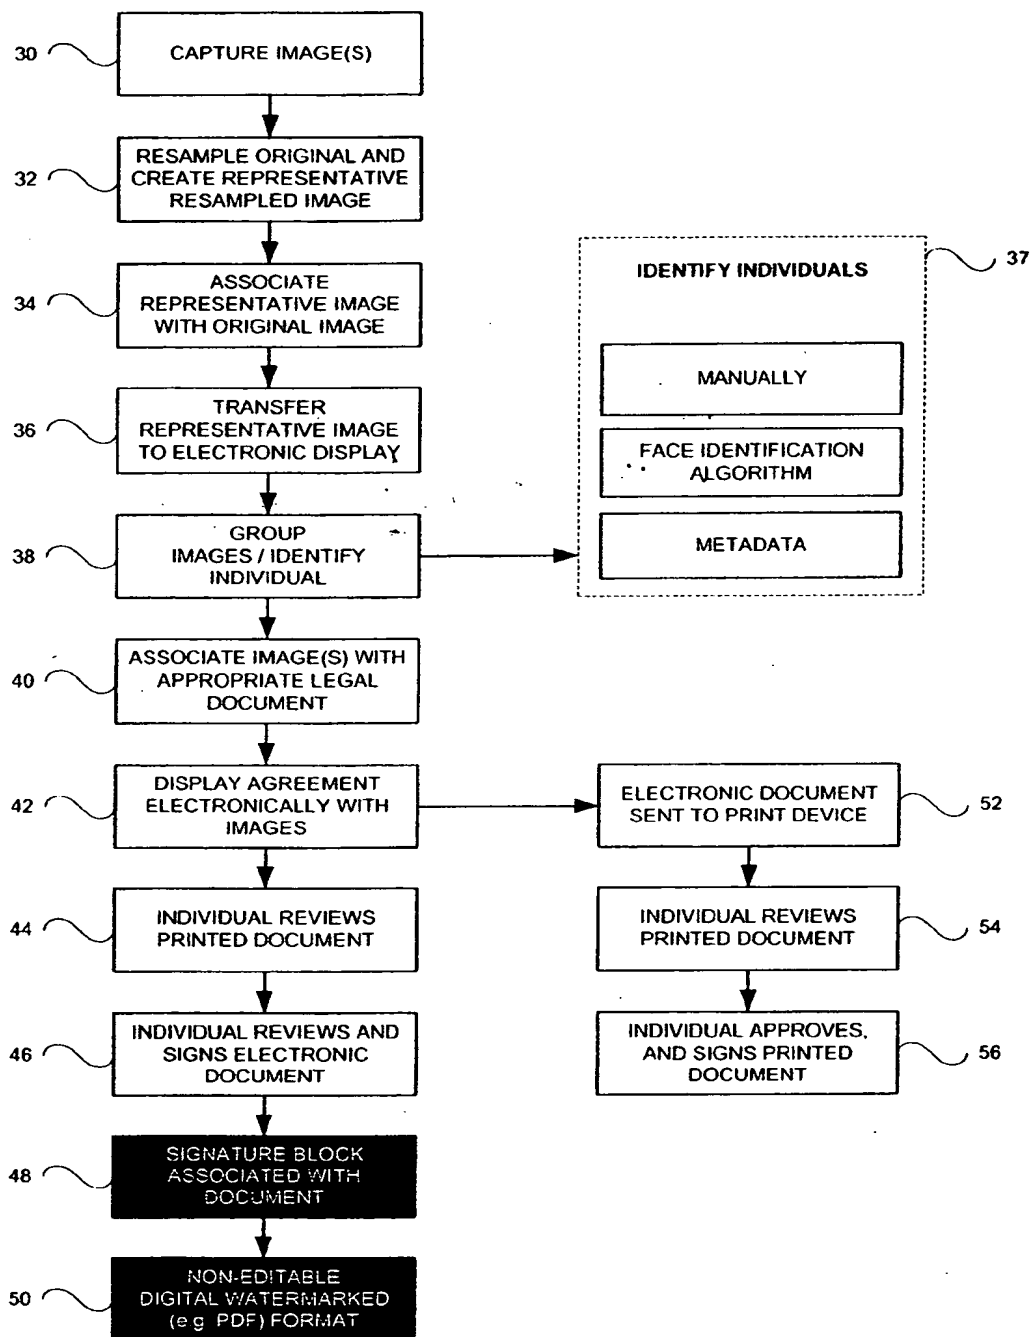 30
CAPTURE IMAGE(S)
32
RESAMPLE ORIGINAL AND
CREATE REPRESENTATIVE
RESAMPLED IMAGE
34
ASSOCIATE
REPRESENTATIVE IMAGE
WITH ORIGINAL IMAGE
36
TRANSFER
REPRESENTATIVE IMAGE
TO ELECTRONIC DISPLAY
38
GROUP
IMAGES / IDENTIFY
INDIVIDUAL
37
IDENTIFY INDIVIDUALS
MANUALLY
FACE IDENTIFICATION
ALGORITHM
METADATA
40
ASSOCIATE IMAGE(S) WITH
APPROPRIATE LEGAL
DOCUMENT
42
DISPLAY AGREEMENT
ELECTRONICALLY WITH
IMAGES
44
INDIVIDUAL REVIEWS
PRINTED DOCUMENT
46
INDIVIDUAL REVIEWS AND
SIGNS ELECTRONIC
DOCUMENT
48
SIGNATURE BLOCK
ASSOCIATED WITH
DOCUMENT
50
NON-EDITABLE
DIGITAL WATERMARKED
(e.g. PDF) FORMAT
ELECTRONIC DOCUMENT
SENT TO PRINT DEVICE
52
INDIVIDUAL REVIEWS
PRINTED DOCUMENT
54
INDIVIDUAL APPROVES,
AND SIGNS PRINTED
DOCUMENT
56